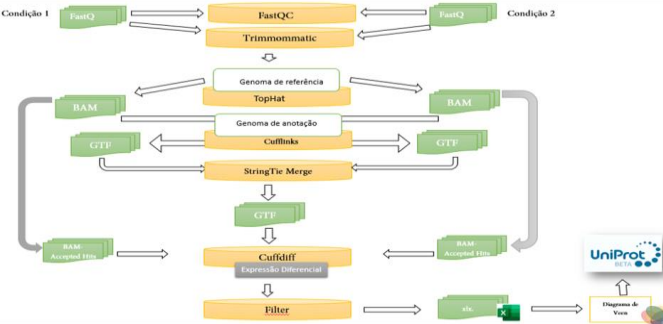 Condição 1
FastQ
FastQC
FastQ
Condição 2
Trimmommatic
Genoma de referência
TopHat
BAM
BAM
Genoma de anotação
Cufflinks
GTF
GTF
StringTie Merge
GTF
BAM-
Accepted Hits
BAM-
Accepted Hits
Cuffdiff
Expressão Diferencial
UniProt
BETA
Filter
xls.
X
Diagrama de
Venn